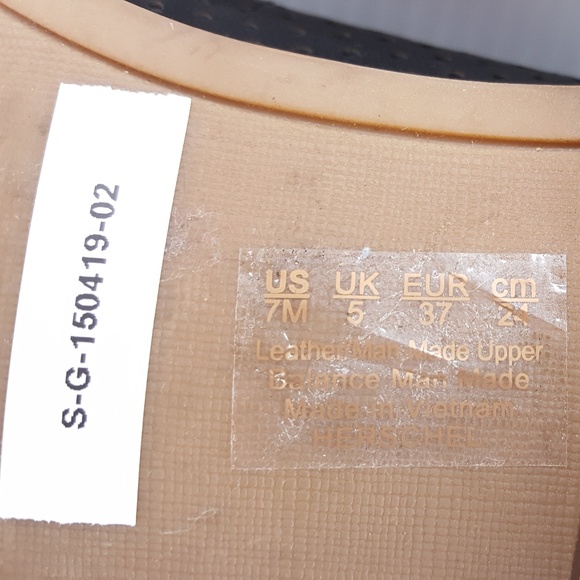 S-G-150419-02
US UK EUR cm
7M 5 37 24
Leather/Man Made Upper
Balance Man Made
Made in Vietnam
HERSCHEL